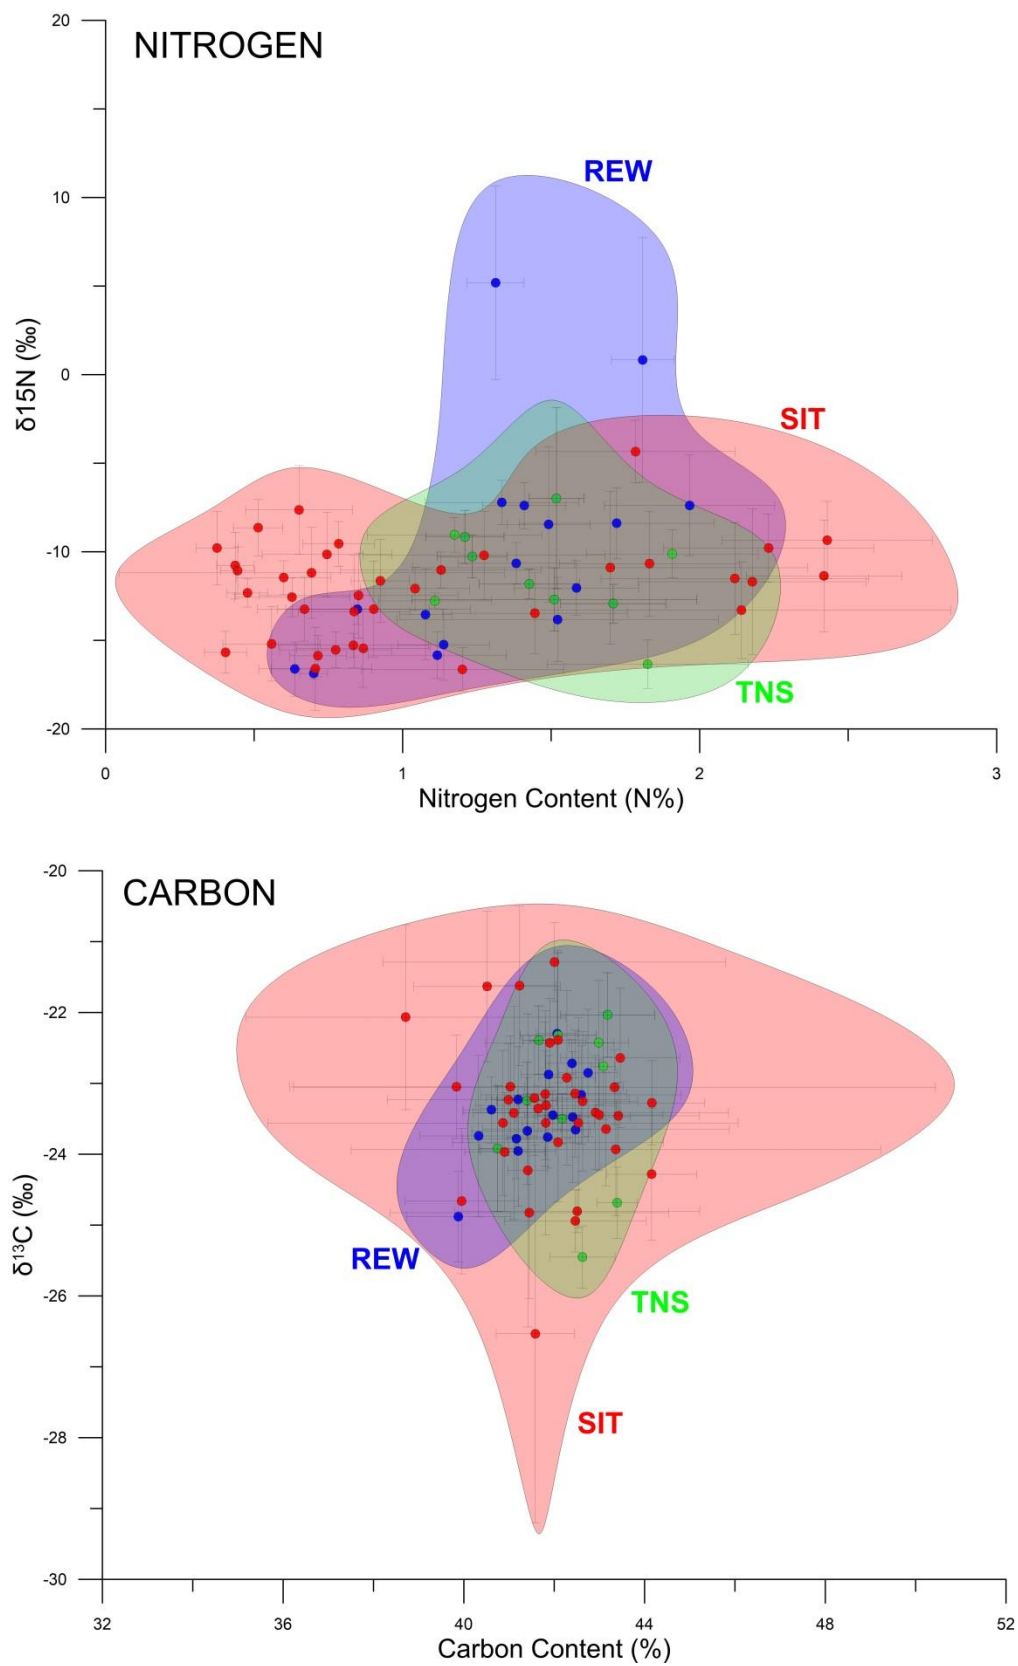 20
NITROGEN
REW
10
δ15N (‰)
0
SIT
-10
TNS
-20
0 1 2 3
Nitrogen Content (N%)
-20
CARBON
-22
-24
δ¹³C (‰)
REW
-26
TNS
SIT
-28
-30
32 36 40 44 48 52
Carbon Content (%)